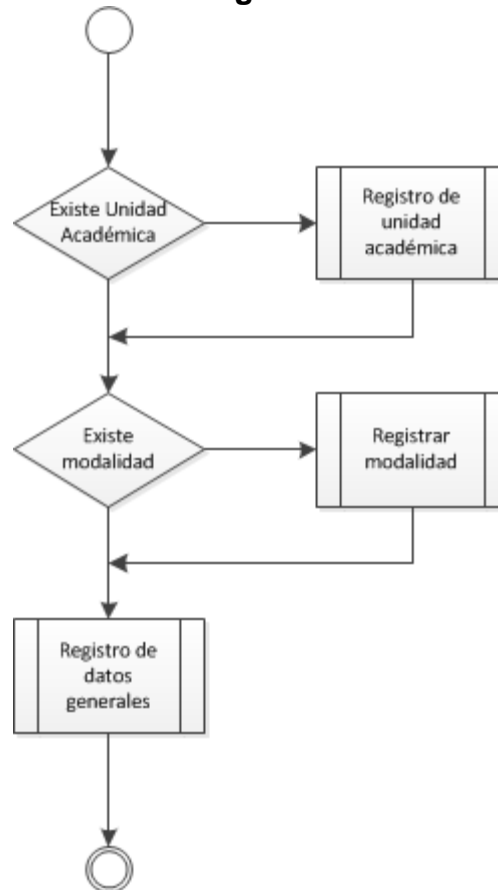 Existe Unidad
Académica
Registro de
unidad
académica
Existe
modalidad
Registrar
modalidad
Registro de
datos
generales